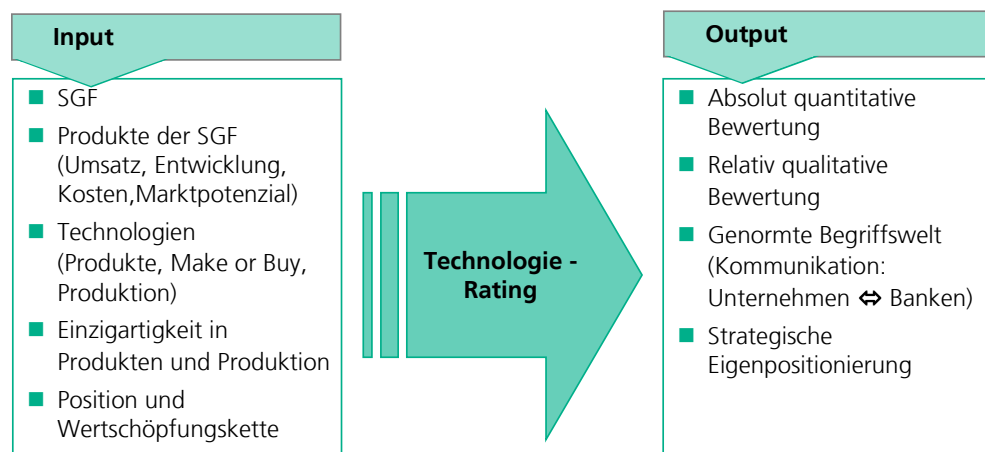 Input
SGF
Produkte der SGF
(Umsatz, Entwicklung,
Kosten,Marktpotenzial)
Technologien
(Produkte, Make or Buy,
Produktion)
Einzigartigkeit in
Produkten und Produktion
Position und
Wertschöpfungskette
Technologie -
Rating
Output
Absolut quantitative
Bewertung
Relativ qualitative
Bewertung
Genormte Begriffswelt
(Kommunikation:
Unternehmen ⇔ Banken)
Strategische
Eigenpositionierung